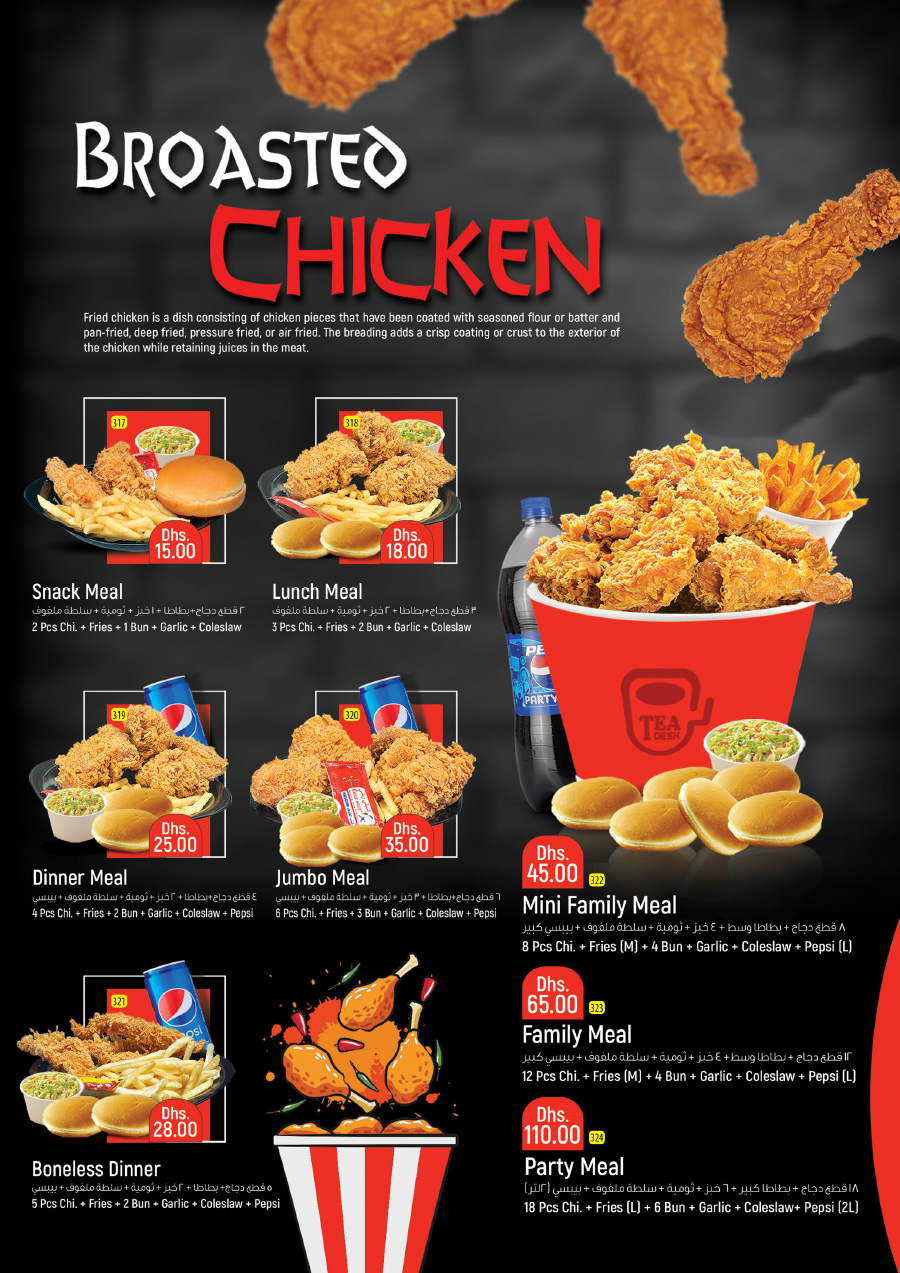 BROASTED
CHICKEN
Fried chicken is a dish consisting of chicken pieces that have been coated with seasoned flour or batter and
pan-fried, deep fried, pressure fried, or air fried. The breading adds a crisp coating or crust to the exterior of
the chicken while retaining juices in the meat.
317
Dhs.
15.00
Snack Meal
٢ قطع دجاج+بطاطا + ١ خبز + ثومية + سلطة ملفوف
2 Pcs Chi. + Fries + 1 Bun + Garlic + Coleslaw
318
Dhs.
18.00
Lunch Meal
٣ قطع دجاج+بطاطا + ٢ خبز + ثومية + سلطة ملفوف
3 Pcs Chi. + Fries + 2 Bun + Garlic + Coleslaw
319
Dhs.
25.00
Dinner Meal
٤ قطع دجاج+بطاطا + ٢ خبز + ثومية + سلطة ملفوف + بيبسي
4 Pcs Chi. + Fries + 2 Bun + Garlic + Coleslaw + Pepsi
320
Dhs.
35.00
Jumbo Meal
٦ قطع دجاج+بطاطا + ٣ خبز + ثومية + سلطة ملفوف + بيبسي
6 Pcs Chi. + Fries + 3 Bun + Garlic + Coleslaw + Pepsi
321
Dhs.
28.00
Boneless Dinner
٥ قطع دجاج+بطاطا + ٢ خبز + ثومية + سلطة ملفوف + بيبسي
5 Pcs Chi. + Fries + 2 Bun + Garlic + Coleslaw + Pepsi
PARTY
TEA
DESK
Dhs.
45.00
322
Mini Family Meal
٨ قطع دجاج + بطاطا وسط + ٤ خبز + ثومية + سلطة ملفوف + بيبسي كبير
8 Pcs Chi. + Fries (M) + 4 Bun + Garlic + Coleslaw + Pepsi (L)
Dhs.
65.00
323
Family Meal
١٢ قطع دجاج + بطاطا وسط + ٤ خبز + ثومية + سلطة ملفوف + بيبسي كبير
12 Pcs Chi. + Fries (M) + 4 Bun + Garlic + Coleslaw + Pepsi (L)
Dhs.
110.00
324
Party Meal
١٨ قطع دجاج + بطاطا كبير + ٦ خبز + ثومية + سلطة ملفوف + بيبسي (٢لتر)
18 Pcs Chi. + Fries (L) + 6 Bun + Garlic + Coleslaw+ Pepsi (2L)